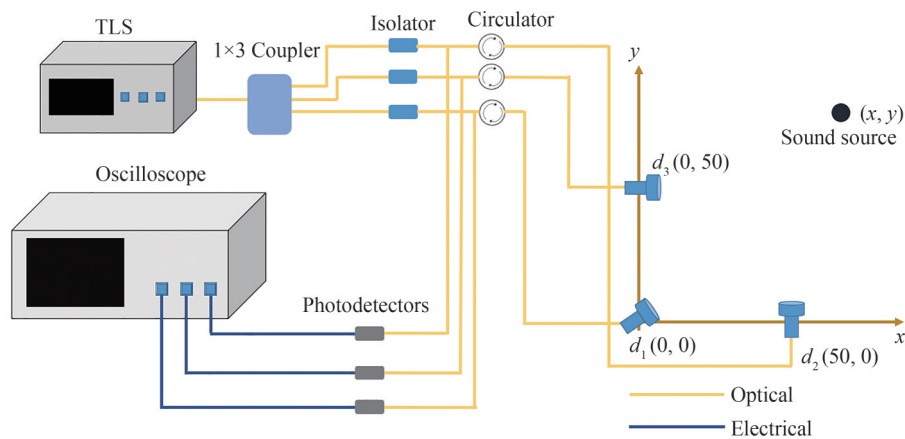 TLS
1×3 Coupler
Isolator
Circulator
y
(x, y)
Sound source
d3(0, 50)
Oscilloscope
Photodetectors
d1(0, 0)
x
d2(50, 0)
Optical
Electrical